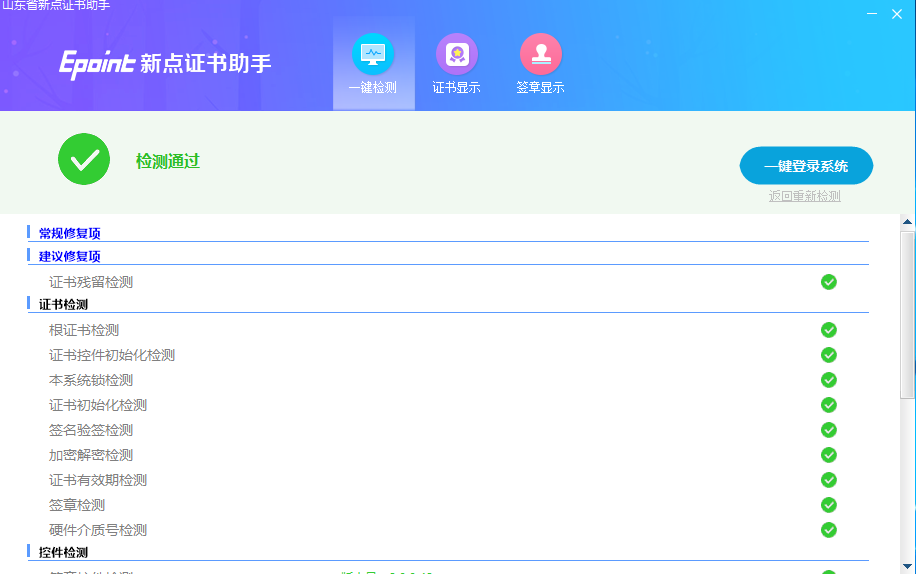 山东省新点证书助手
Epoint 新点证书助手
一键检测
证书显示
签章显示
检测通过
一键登录系统
返回重新检测
常规修复项
建议修复项
证书残留检测
证书检测
根证书检测
证书控件初始化检测
本系统锁检测
证书初始化检测
签名验签检测
加密解密检测
证书有效期检测
签章检测
硬件介质号检测
控件检测